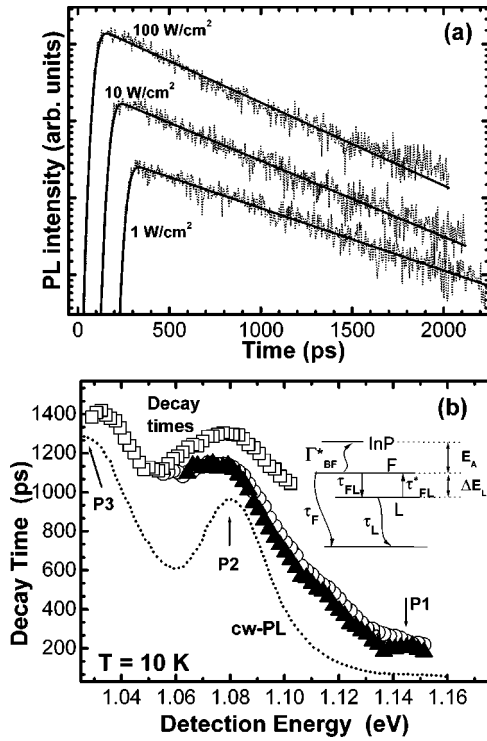 (a)
100 W/cm²
10 W/cm²
1 W/cm²
PL intensity (arb. units)
0 500 1000 1500 2000
Time (ps)
(b)
Decay times
1400
1200
1000
800
600
400
200
Decay Time (ps)
InP
Γ*BF
F
EA
τFL
τ*FL
ΔEL
L
τF
τL
P3
P2
P1
cw-PL
T = 10 K
1.04 1.06 1.08 1.10 1.12 1.14 1.16
Detection Energy (eV)